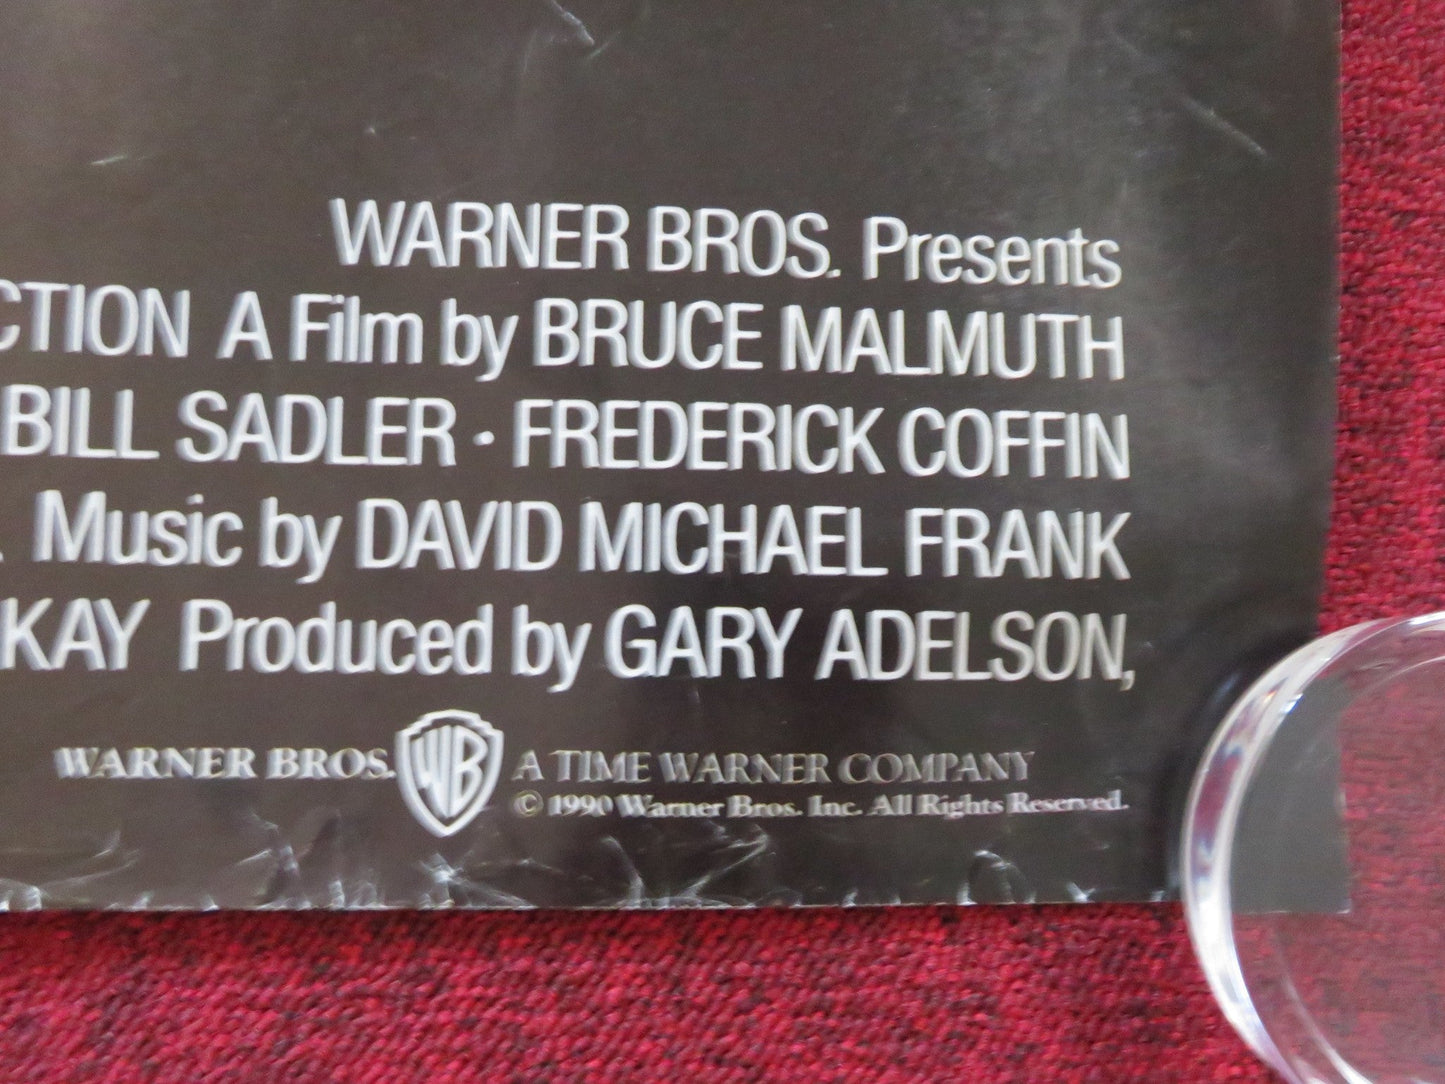 WARNER BROS. Presents
CTION A Film by BRUCE MALMUTH
BILL SADLER · FREDERICK COFFIN
. Music by DAVID MICHAEL FRANK
KAY Produced by GARY ADELSON,
WARNER BROS. WB A TIME WARNER COMPANY
© 1990 Warner Bros. Inc. All Rights Reserved.